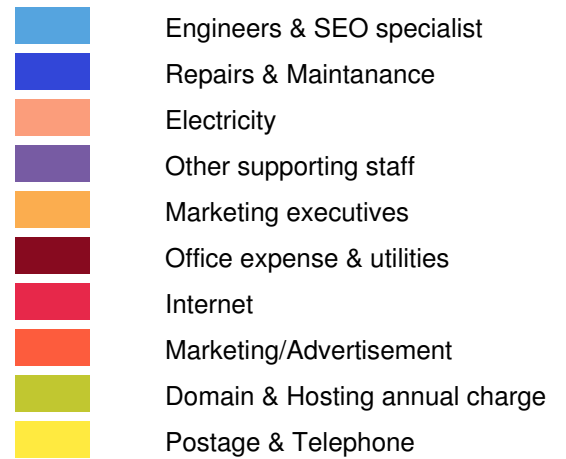 Engineers & SEO specialist
Repairs & Maintanance
Electricity
Other supporting staff
Marketing executives
Office expense & utilities
Internet
Marketing/Advertisement
Domain & Hosting annual charge
Postage & Telephone